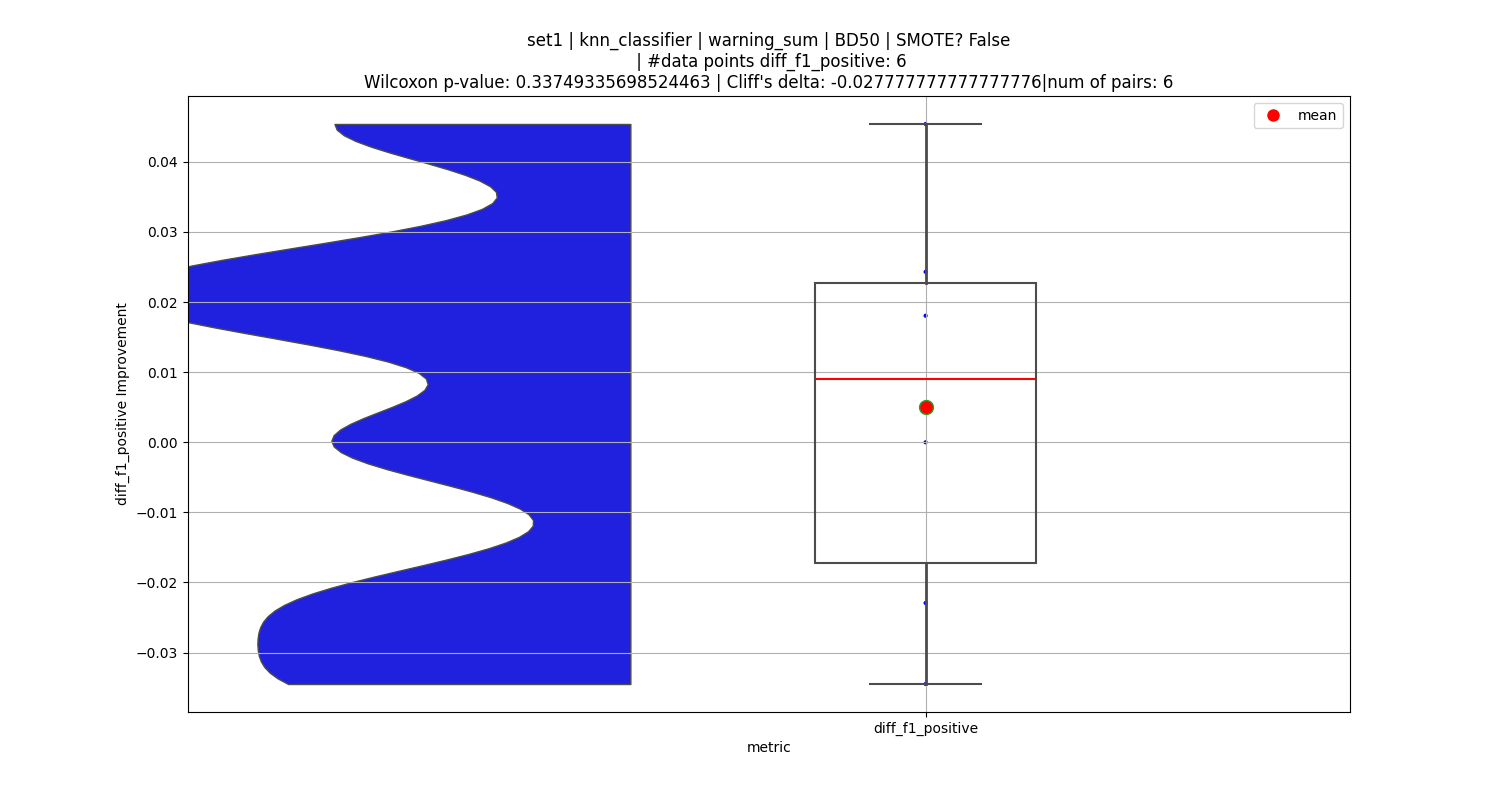 set1 | knn_classifier | warning_sum | BD50 | SMOTE? False
| #data points diff_f1_positive: 6
Wilcoxon p-value: 0.33749335698524463 | Cliff's delta: -0.027777777777777776|num of pairs: 6
mean
0.04
0.03
0.02
0.01
0.00
−0.01
−0.02
−0.03
diff_f1_positive Improvement
diff_f1_positive
metric